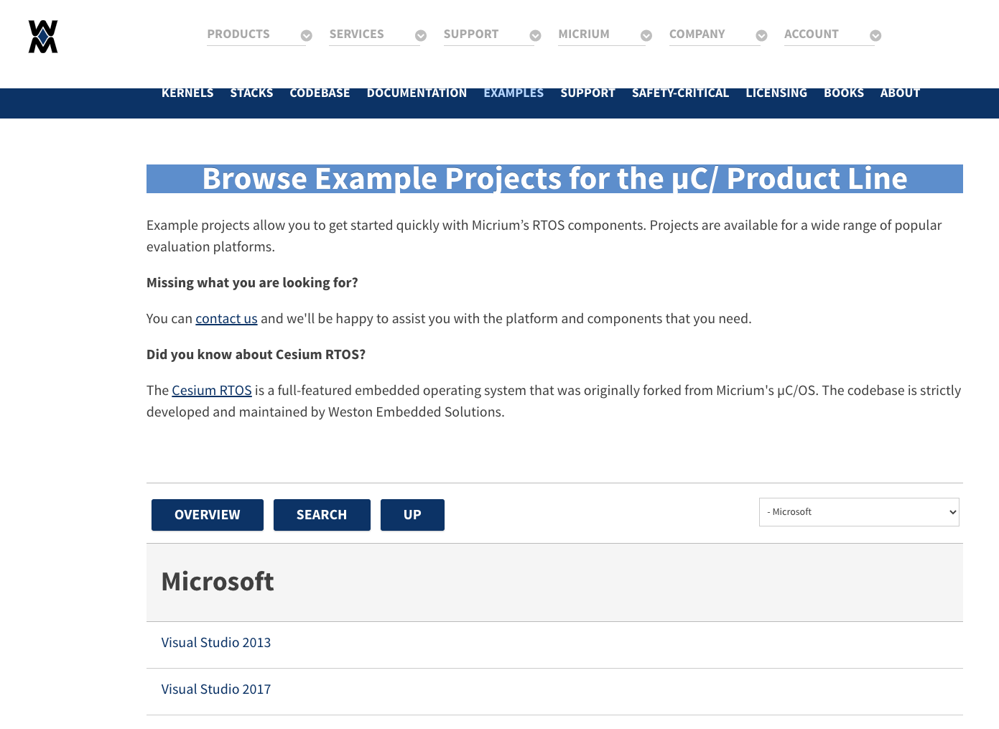 PRODUCTS SERVICES SUPPORT MICRIUM COMPANY ACCOUNT
KERNELS STACKS CODEBASE DOCUMENTATION EXAMPLES SUPPORT SAFETY-CRITICAL LICENSING BOOKS ABOUT
Browse Example Projects for the µC/ Product Line
Example projects allow you to get started quickly with Micrium’s RTOS components. Projects are available for a wide range of popular
evaluation platforms.
Missing what you are looking for?
You can contact us and we'll be happy to assist you with the platform and components that you need.
Did you know about Cesium RTOS?
The Cesium RTOS is a full-featured embedded operating system that was originally forked from Micrium's µC/OS. The codebase is strictly
developed and maintained by Weston Embedded Solutions.
OVERVIEW SEARCH UP - Microsoft
Microsoft
Visual Studio 2013
Visual Studio 2017